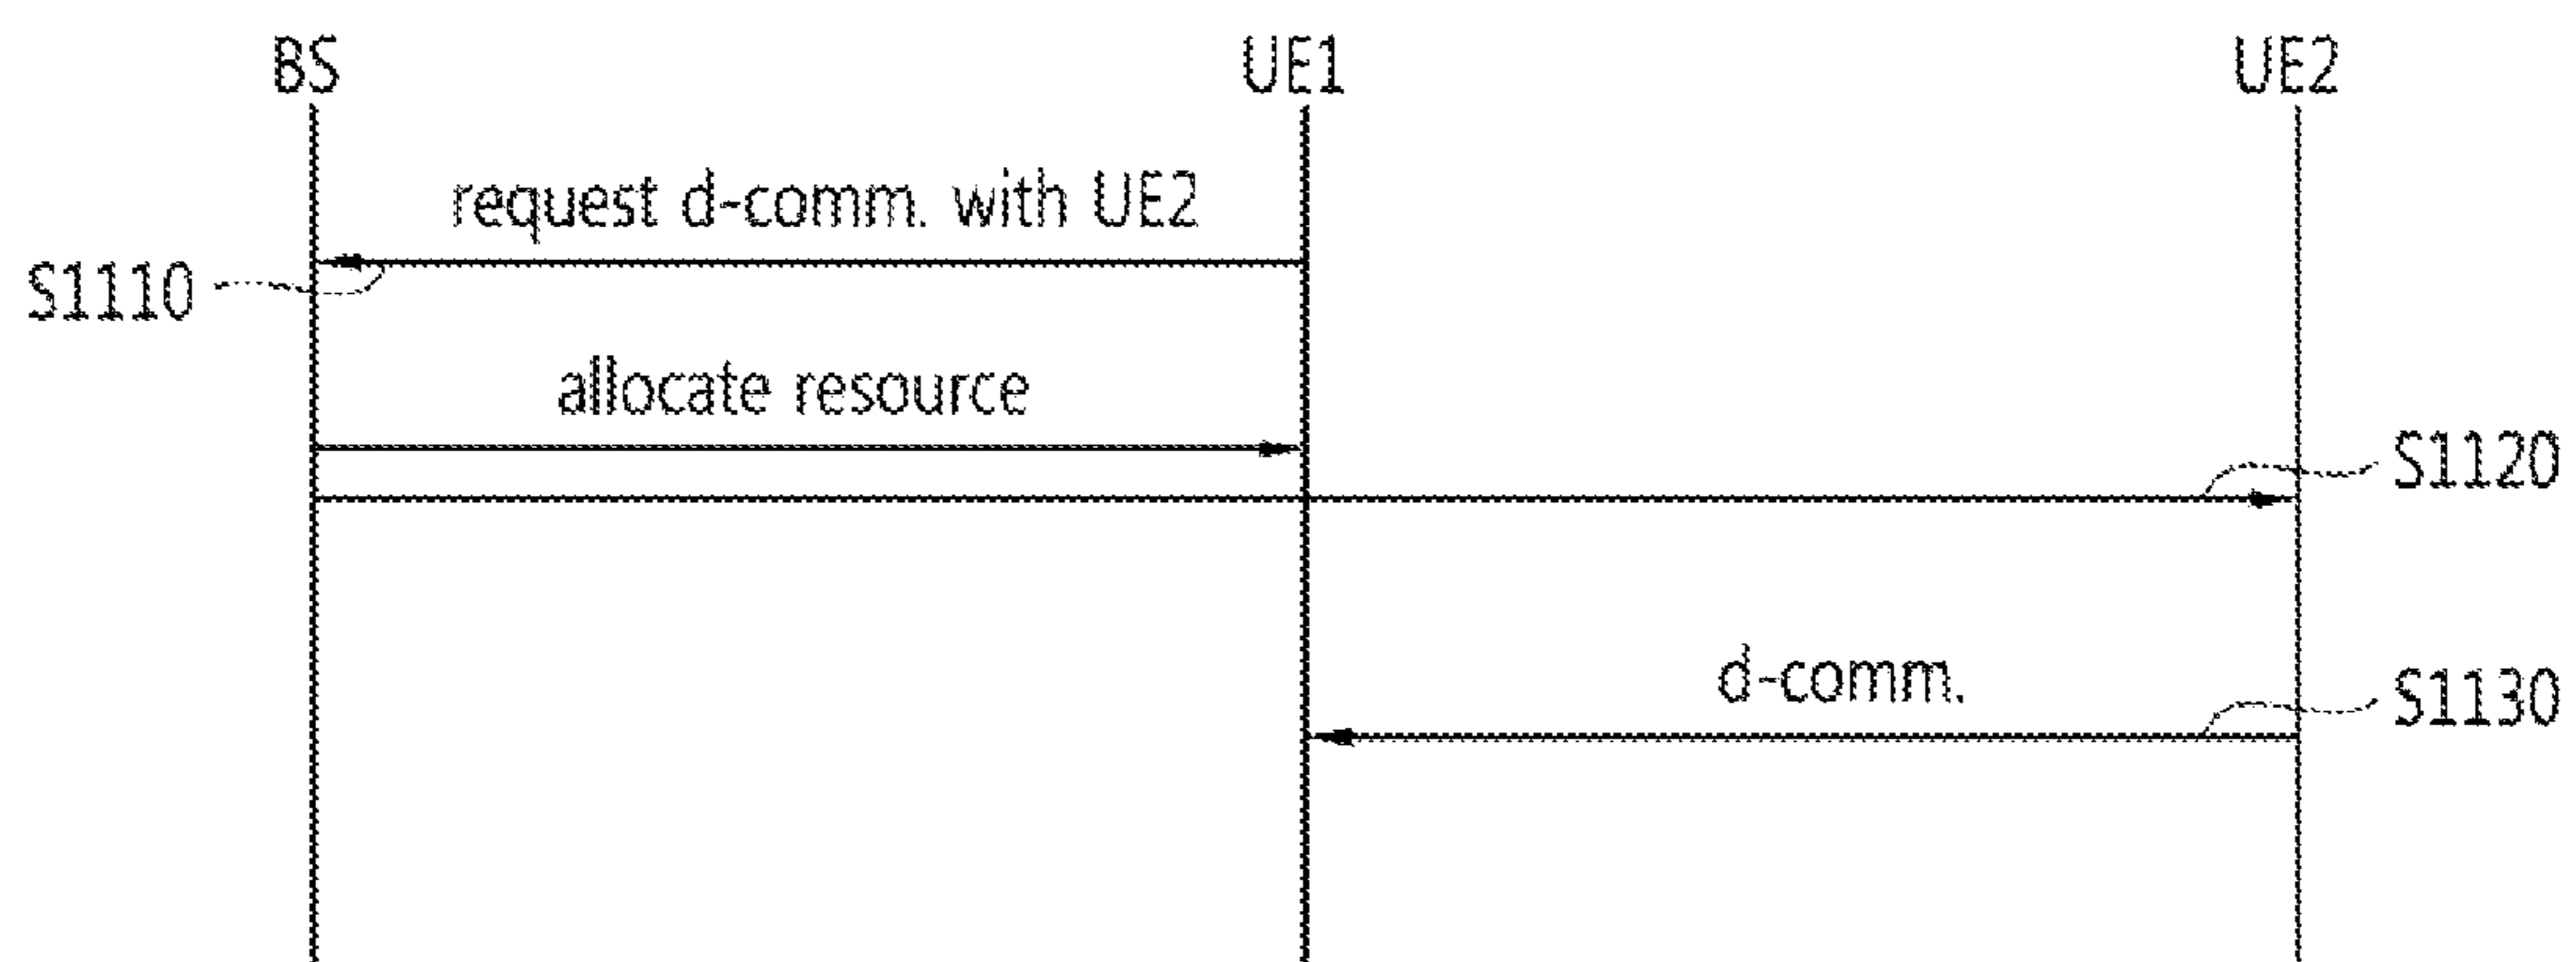 BS UE1 UE2
request d-comm. with UE2
S1110
allocate resource
S1120
d-comm.
S1130